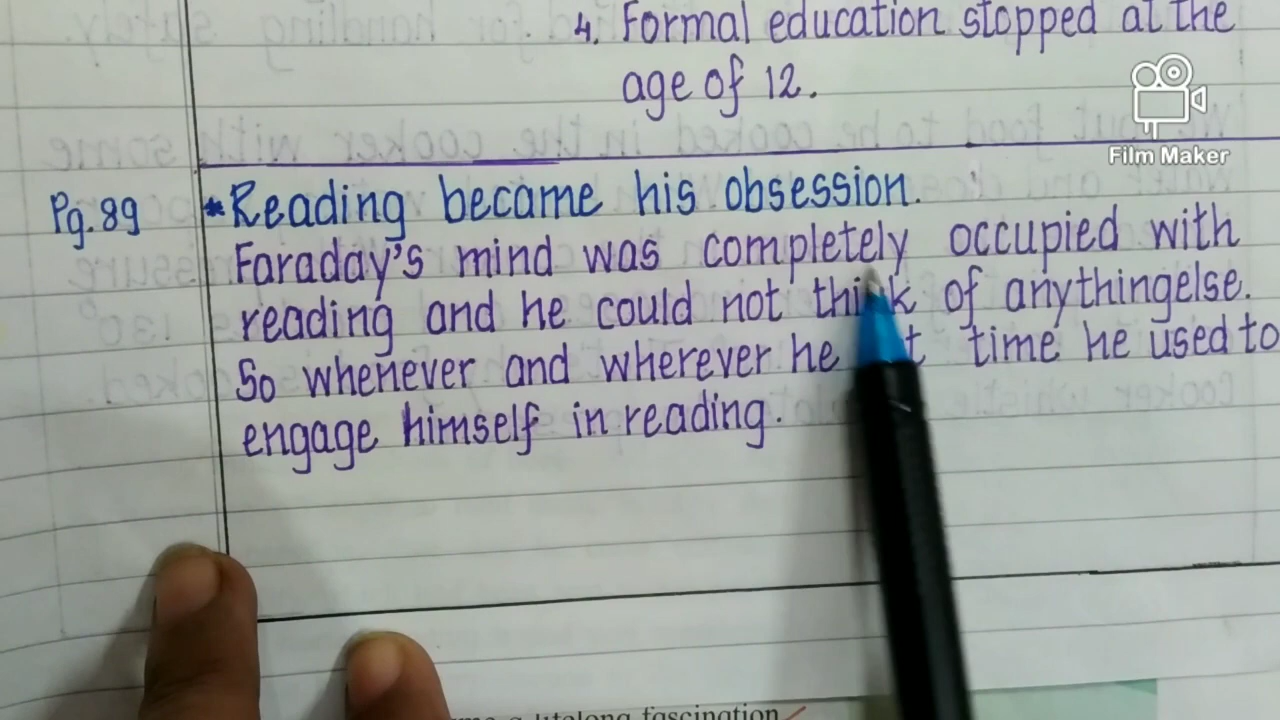 4. Formal education stopped at the
age of 12.
Film Maker
Pg.89
*Reading became his obsession.
Faraday's mind was completely occupied with
reading and he could not think of anythingelse.
So whenever and wherever he time he used to
engage himself in reading.
lifelong fascination